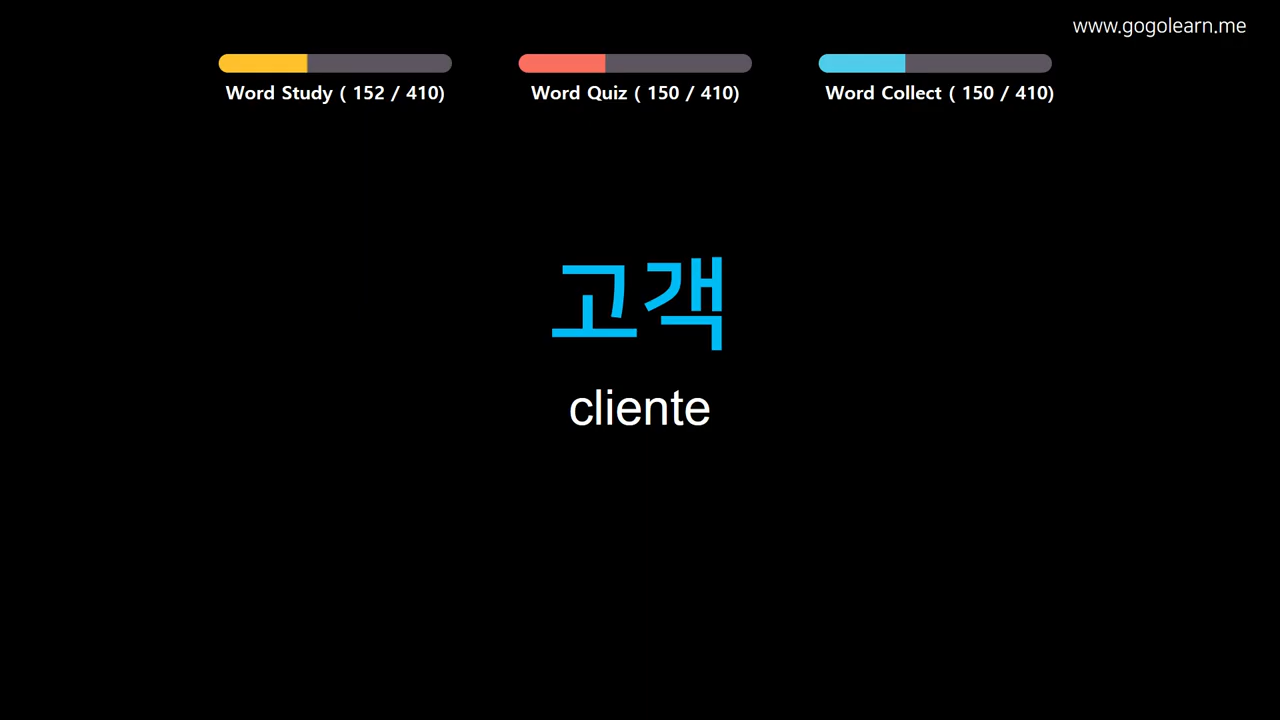 www.gogolearn.me
Word Study ( 152 / 410)
Word Quiz ( 150 / 410)
Word Collect ( 150 / 410)
고객
cliente